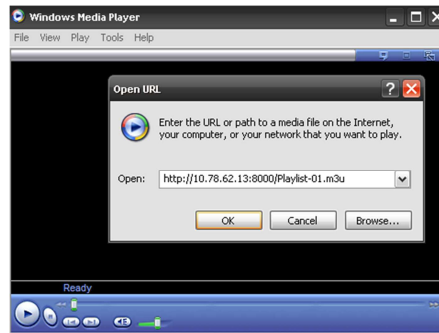 Windows Media Player
File View Play Tools Help
Open URL
Enter the URL or path to a media file on the Internet,
your computer, or your network that you want to play.
Open: http://10.78.62.13:8000/Playlist-01.m3u
OK Cancel Browse...
Ready